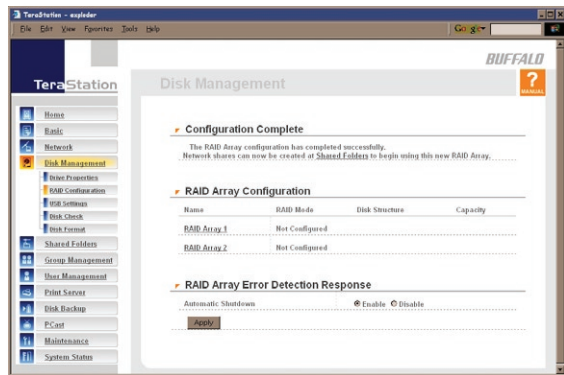 TeraStation - exploder
File Edit View Favorites Tools Help
Google
BUFFALO
TeraStation
Disk Management
?
MANUAL
Home
Basic
Network
Disk Management
Drive Properties
RAID Configuration
USB Settings
Disk Check
Disk Format
Shared Folders
Group Management
User Management
Print Server
Disk Backup
PCast
Maintenance
System Status
Configuration Complete
The RAID Array configuration has completed successfully.
Network shares can now be created at Shared Folders to begin using this new RAID Array.
RAID Array Configuration
Name RAID Mode Disk Structure Capacity
RAID Array 1 Not Configured
RAID Array 2 Not Configured
RAID Array Error Detection Response
Automatic Shutdown Enable Disable
Apply